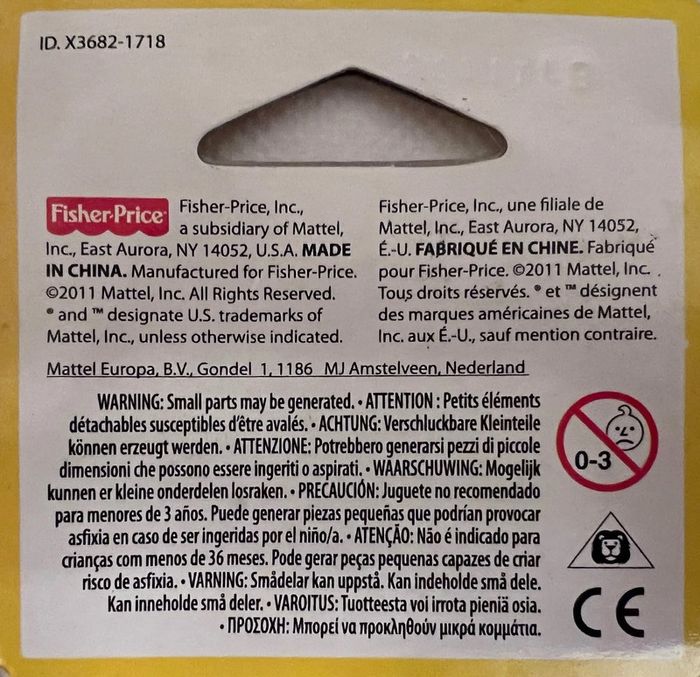 ID. X3682-1718
Fisher-Price
Fisher-Price, Inc.,
a subsidiary of Mattel,
Inc., East Aurora, NY 14052, U.S.A. MADE
IN CHINA. Manufactured for Fisher-Price.
©2011 Mattel, Inc. All Rights Reserved.
® and ™ designate U.S. trademarks of
Mattel, Inc., unless otherwise indicated.
Fisher-Price, Inc., une filiale de
Mattel, Inc., East Aurora, NY 14052,
É.-U. FABRIQUÉ EN CHINE. Fabriqué
pour Fisher-Price. ©2011 Mattel, Inc.
Tous droits réservés. ® et ™ désignent
des marques américaines de Mattel,
Inc. aux É.-U., sauf mention contraire.
Mattel Europa, B.V., Gondel 1, 1186 MJ Amstelveen, Nederland
WARNING: Small parts may be generated. • ATTENTION : Petits éléments
détachables susceptibles d'être avalés. • ACHTUNG: Verschluckbare Kleinteile
können erzeugt werden. • ATTENZIONE: Potrebbero generarsi pezzi di piccole
dimensioni che possono essere ingeriti o aspirati. • WAARSCHUWING: Mogelijk
kunnen er kleine onderdelen losraken. • PRECAUCIÓN: Juguete no recomendado
para menores de 3 años. Puede generar piezas pequeñas que podrían provocar
asfixia en caso de ser ingeridas por el niño/a. • ATENÇÃO: Não é indicado para
crianças com menos de 36 meses. Pode gerar peças pequenas capazes de criar
risco de asfixia. • VARNING: Smådelar kan uppstå. Kan indeholde små dele.
Kan inneholde små deler. • VAROITUS: Tuotteesta voi irrota pieniä osia.
• ΠΡΟΣΟΧΗ: Μπορεί να προκληθούν μικρά κομμάτια.
0-3
CE